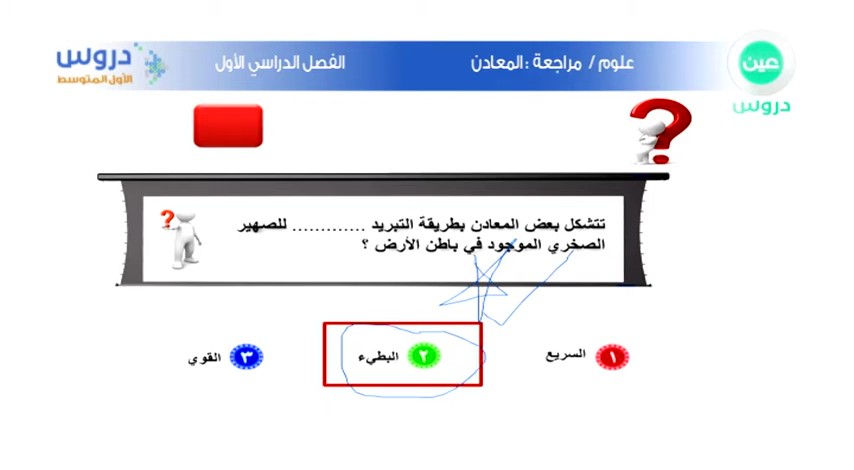 علوم / مراجعة : المعادن
الفصل الدراسي الأول
دروس
الأول المتوسط
عين
دروس
تتشكل بعض المعادن بطريقة التبريد ............. للصهير
الصخري الموجود في باطن الأرض ؟
١ السريع
٢ البطيء
٣ القوي